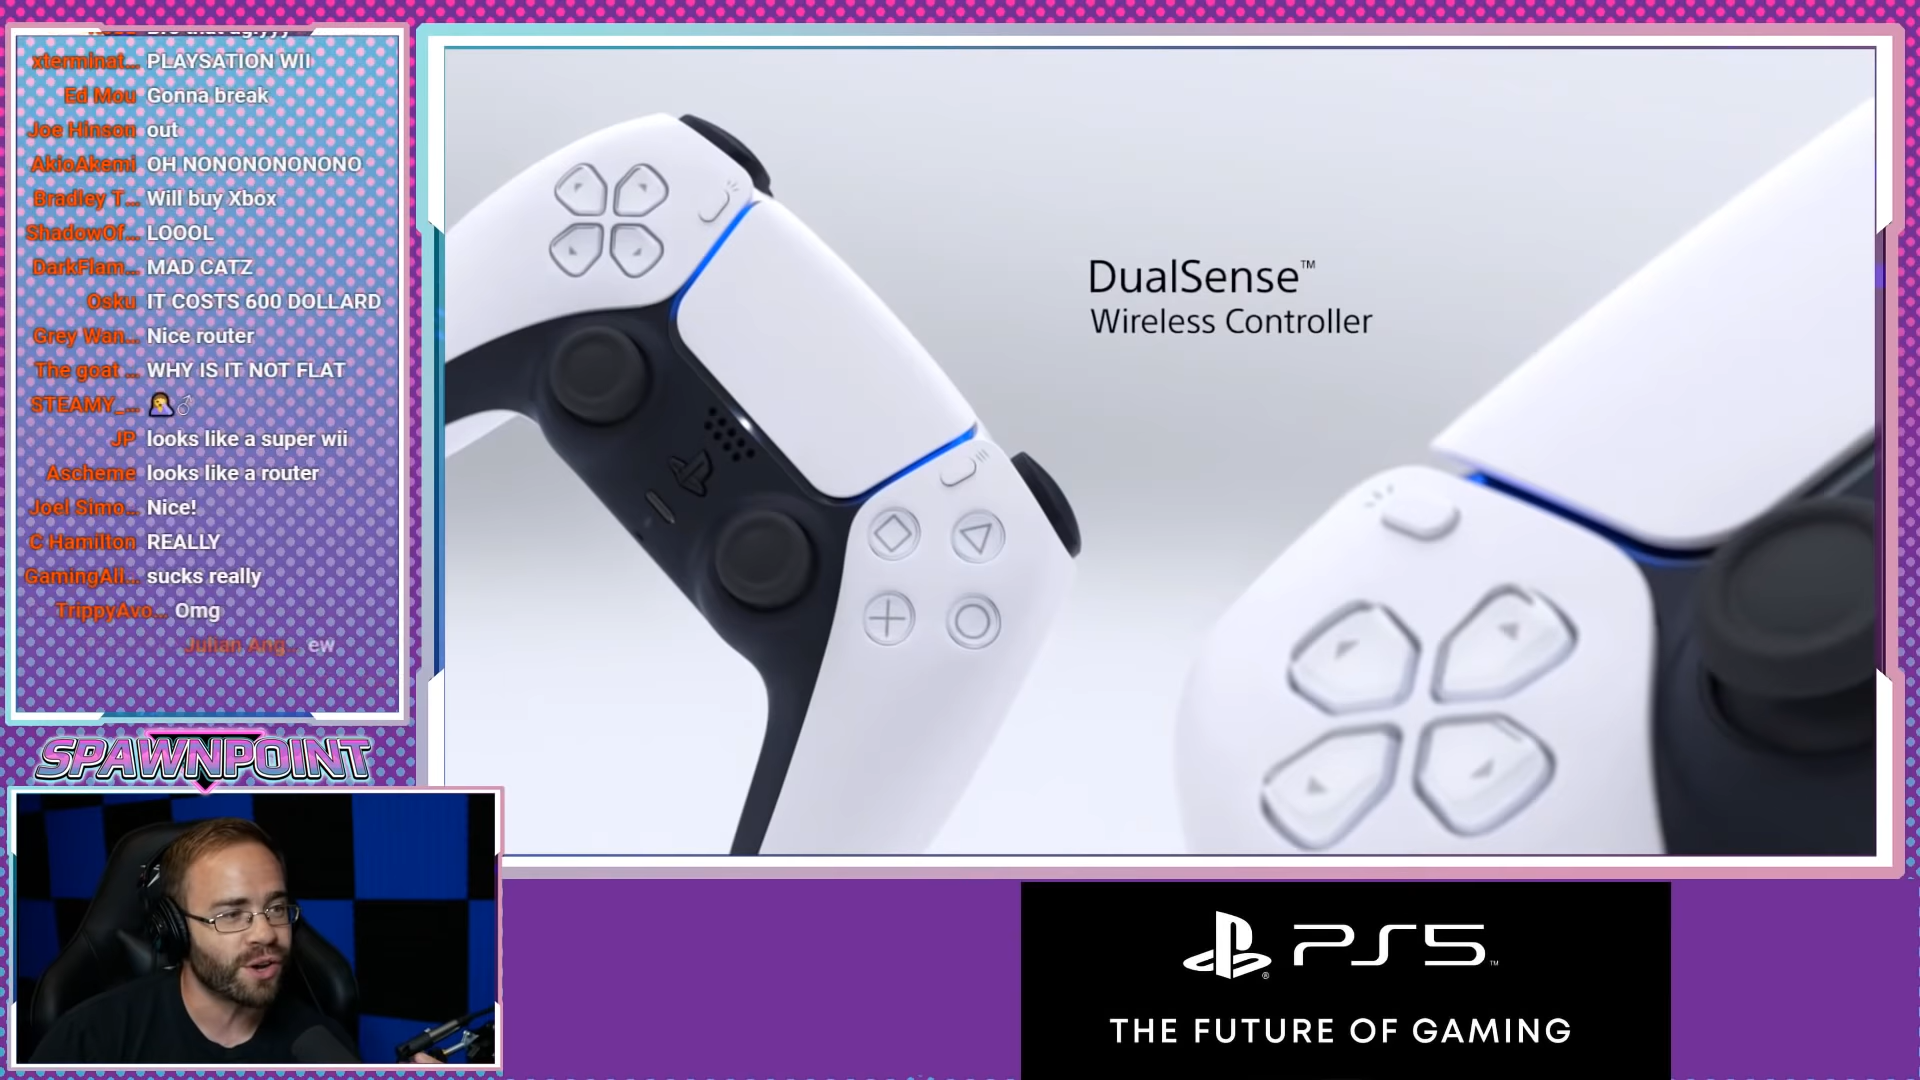 xterminat... PLAYSATION WII
Ed Mou Gonna break
Joe Hinson out
AkioAkemi OH NONONONONONO
Bradley T... Will buy Xbox
ShadowOf... LOOOL
DarkFlam... MAD CATZ
Osku IT COSTS 600 DOLLARD
Grey Wan... Nice router
The goat ... WHY IS IT NOT FLAT
STEAMY_...
JP looks like a super wii
Ascheme looks like a router
Joel Simo... Nice!
C Hamilton REALLY
GamingAll... sucks really
TrippyAvo... Omg
Julian Ang... ew
SPAWNPOINT
DualSense™
Wireless Controller
PS5™
THE FUTURE OF GAMING